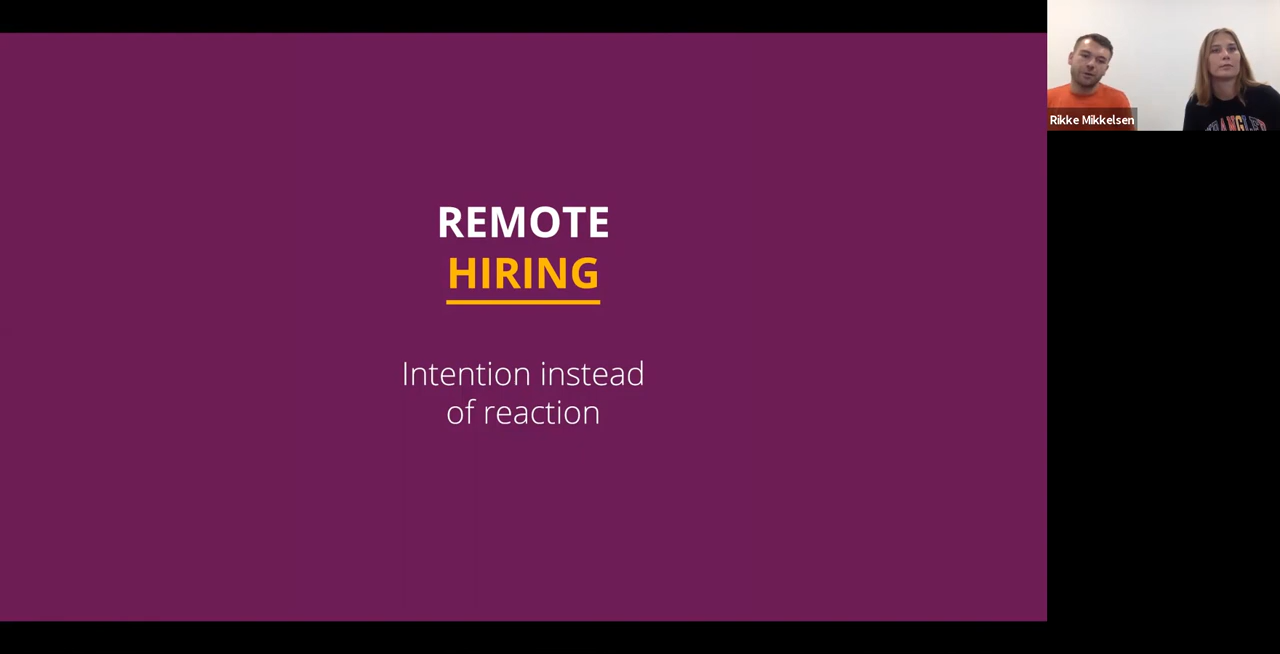 REMOTE
HIRING
Intention instead
of reaction
Rikke Mikkelsen